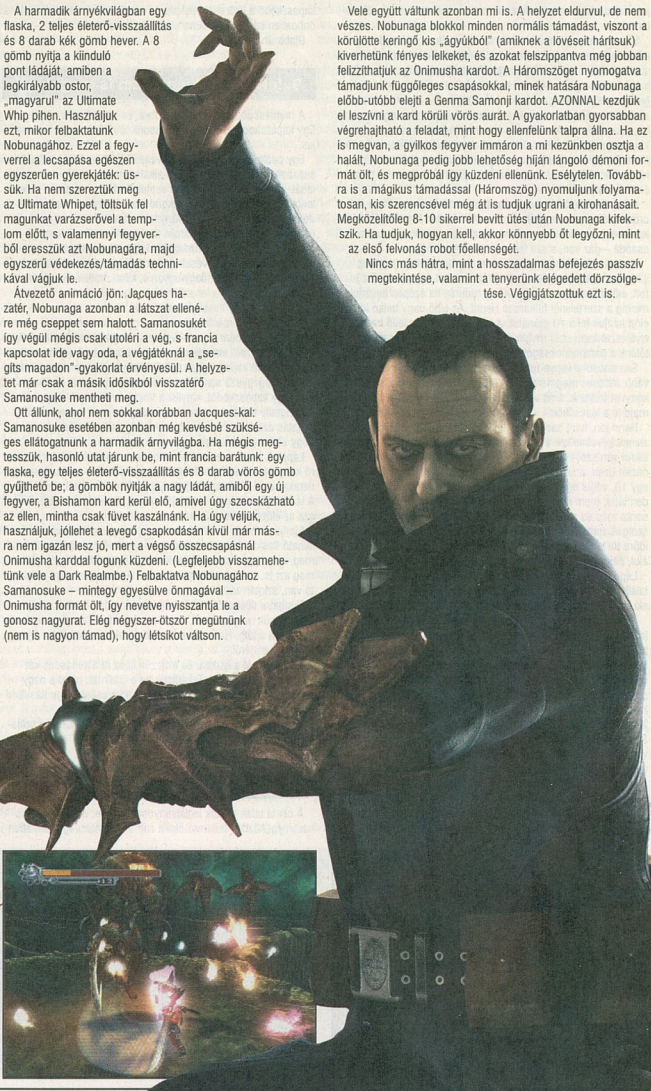 A harmadik árnyékvilágban egy
flaska, 2 teljes életerő-visszaállítás
és 8 darab kék gömb hever. A 8
gömb nyitja a kiinduló
pont ládáját, amiben a
legkirályabb ostor,
„magyarul” az Ultimate
Whip pihen. Használjuk
ezt, mikor felbaktatunk
Nobunagához. Ezzel a fegy-
verrel a lecsapása egészen
egyszerűen gyerekjáték: üs-
sük. Ha nem szereztük meg
az Ultimate Whipet, töltsük fel
magunkat varázserővel a temp-
lom előtt, s valamennyi fegyver-
ből eresszük azt Nobunagára, majd
egyszerű védekezés/támadás techni-
kával vágjuk le.
Átvezető animáció jön: Jacques ha-
zatér, Nobunaga azonban a látszat ellené-
re még cseppet sem halott. Samanosukét
így végül mégis csak utoléri a vég, s francia
kapcsolat ide vagy oda, a végjátéknál a „se-
gíts magadon”-gyakorlat érvényesül. A helyze-
tet már csak a másik idősíkból visszatérő
Samanosuke mentheti meg.
Ott állunk, ahol nem sokkal korábban Jacques-kal:
Samanosuke esetében azonban még kevésbé szüksé-
ges ellátogatnunk a harmadik árnyvilágba. Ha mégis meg-
tesszük, hasonló utat járunk be, mint francia barátunk: egy
flaska, egy teljes életerő-visszaállítás és 8 darab vörös gömb
gyűjthető be; a gömbök nyitják a nagy ládát, amiből egy új
fegyver, a Bishamon kard kerül elő, amivel úgy szecskázható
az ellen, mintha csak füvet kaszálnánk. Ha úgy véljük,
használjuk, jóllehet a levegő csapkodásán kívül már más-
ra nem igazán lesz jó, mert a végső összecsapásnál
Onimusha karddal fogunk küzdeni. (Legfeljebb visszamehe-
tünk vele a Dark Realmbe.) Felbaktatva Nobunagához
Samanosuke – mintegy egyesülve önmagával –
Onimusha formát ölt, így nevetve nyisszantja le a
gonosz nagyurat. Elég négyszer-ötször megütnünk
(nem is nagyon támad), hogy létsíkot váltson.
Vele együtt váltunk azonban mi is. A helyzet eldurvul, de nem
vészes. Nobunaga blokkol minden normális támadást, viszont a
körülötte keringő kis „ágyúkból” (amiknek a lövéseit hárítsuk)
kiverhetünk fényes lelkeket, és azokat felszippantva még jobban
felizzíthatjuk az Onimusha kardot. A Háromszöget nyomogatva
támadjunk függőleges csapásokkal, minek hatására Nobunaga
előbb-utóbb elejti a Genma Samonji kardot. AZONNAL kezdjük
el leszívni a kard körüli vörös aurát. A gyakorlatban gyorsabban
végrehajtható a feladat, mint hogy ellenfelünk talpra állna. Ha ez
is megvan, a gyilkos fegyver immáron a mi kezünkben osztja a
halált, Nobunaga pedig jobb lehetőség híján lángoló démoni for-
mát ölt, és megpróbál így küzdeni ellenünk. Esélytelen. Tovább-
ra is a mágikus támadással (Háromszög) nyomuljunk folyama-
tosan, kis szerencsével még át is tudjuk ugrani a kirohanásait.
Megközelítőleg 8-10 sikerrel bevitt ütés után Nobunaga kifek-
szik. Ha tudjuk, hogyan kell, akkor könnyebb őt legyőzni, mint
az első felvonás robot főellenségét.
Nincs más hátra, mint a hosszadalmas befejezés passzív
megtekintése, valamint a tenyerünk elégedett dörzsölge-
tése. Végigjátszottuk ezt is.